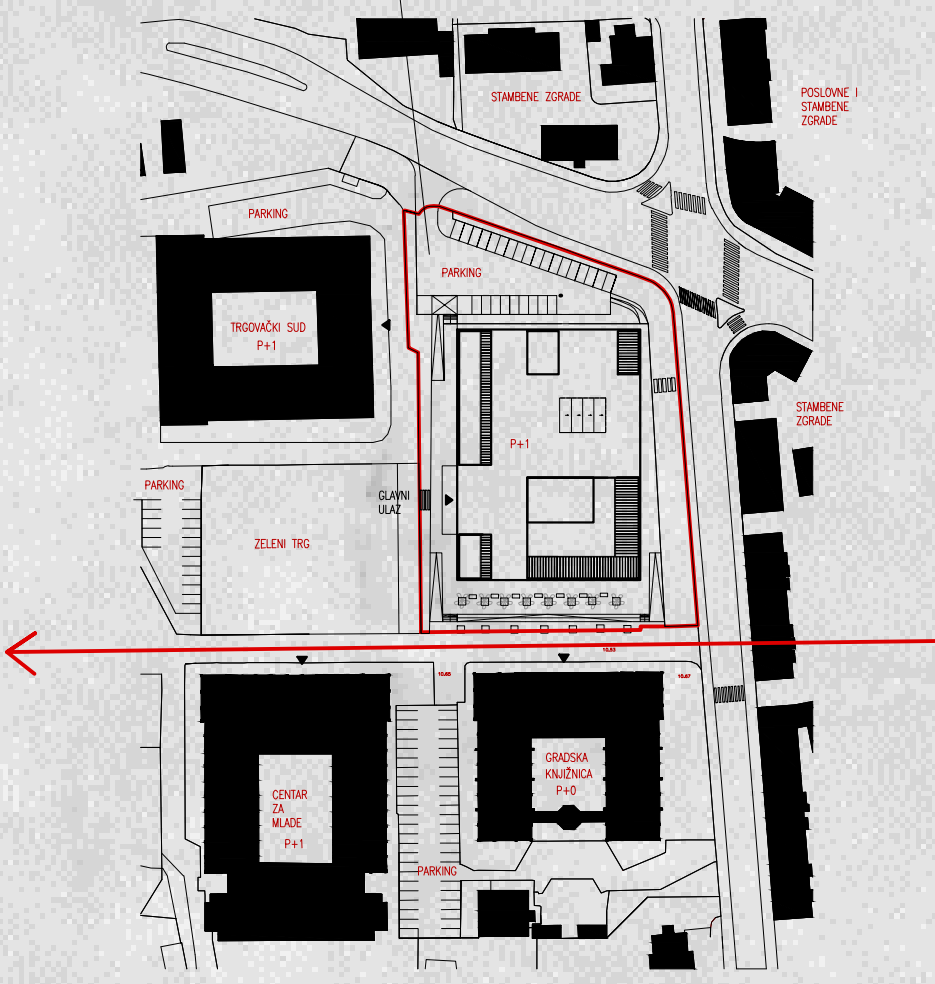 STAMBENE ZGRADE
POSLOVNE I
STAMBENE
ZGRADE
PARKING
PARKING
TRGOVAČKI SUD
P+1
STAMBENE
ZGRADE
P+1
PARKING
GLAVNI
ULAZ
ZELENI TRG
10.53
10.65
10.67
GRADSKA
KNJIŽNICA
P+0
CENTAR
ZA
MLADE
P+1
PARKING